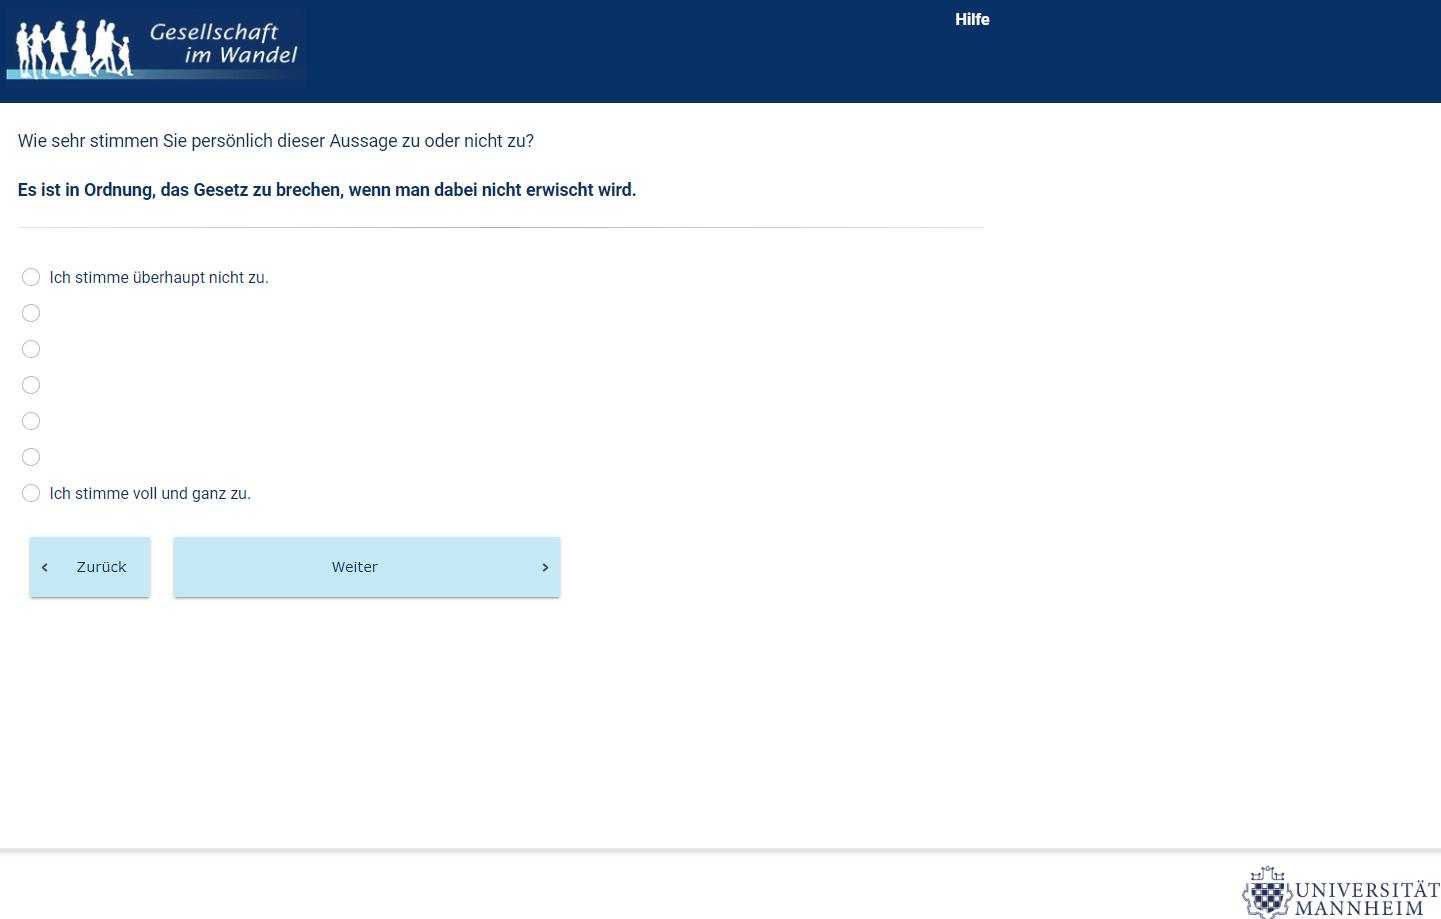 Gesellschaft
im Wandel
Hilfe
Wie sehr stimmen Sie persönlich dieser Aussage zu oder nicht zu?
Es ist in Ordnung, das Gesetz zu brechen, wenn man dabei nicht erwischt wird.
Ich stimme überhaupt nicht zu.
Ich stimme voll und ganz zu.
‹ Zurück
Weiter ›
UNIVERSITÄT
MANNHEIM